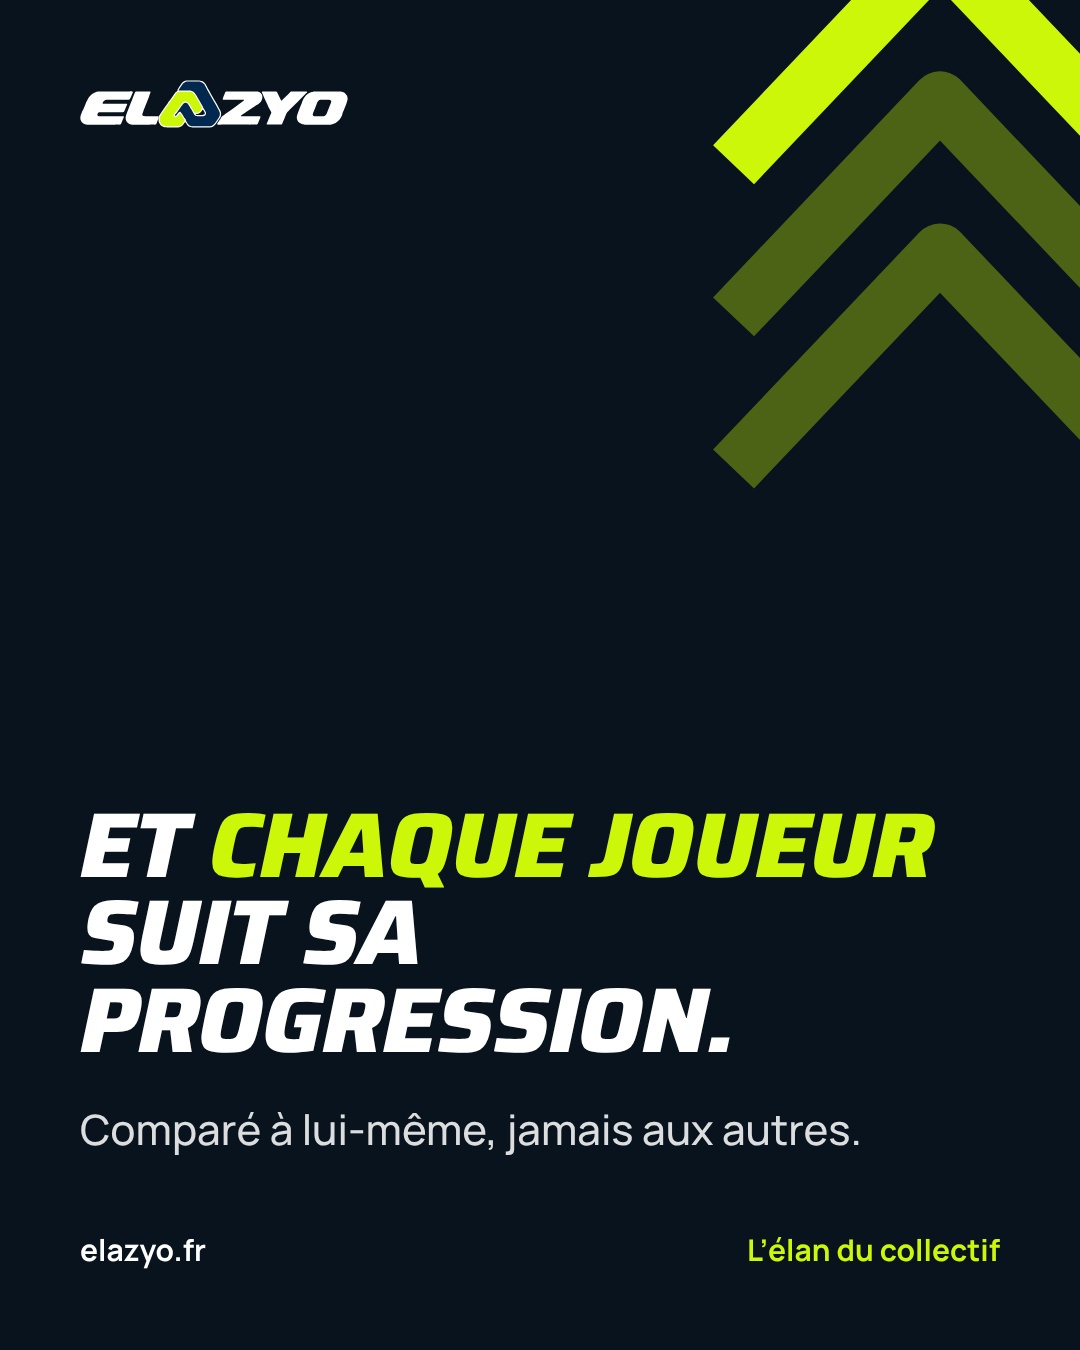 ELAZYO
ET CHAQUE JOUEUR
SUIT SA
PROGRESSION.
Comparé à lui-même, jamais aux autres.
elazyo.fr
L’élan du collectif